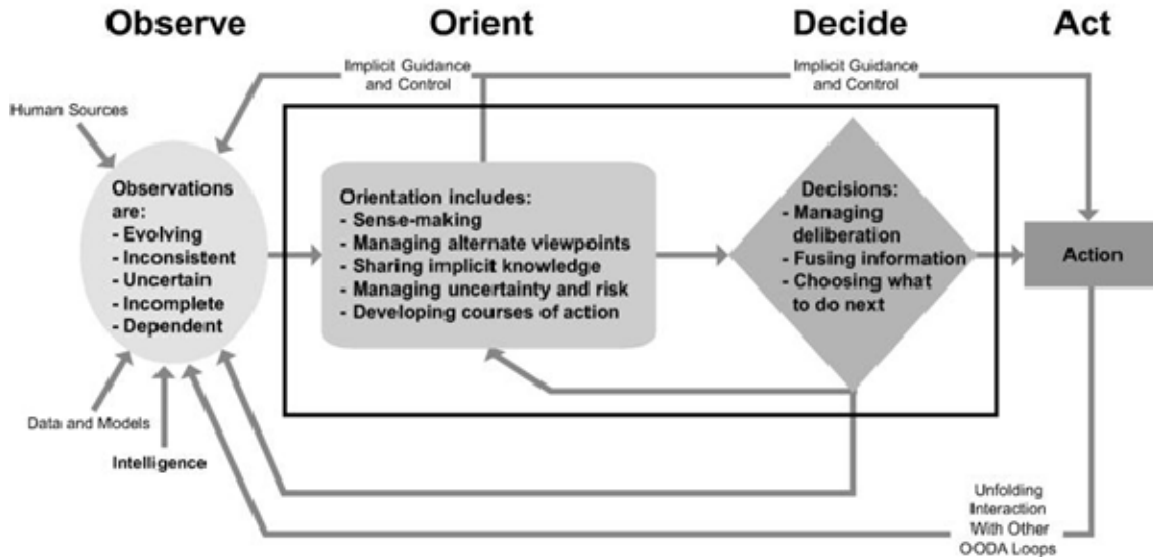 Observe
Orient
Decide
Act
Implicit Guidance
and Control
Implicit Guidance
and Control
Human Sources
Observations
are:
- Evolving
- Inconsistent
- Uncertain
- Incomplete
- Dependent
Orientation includes:
- Sense-making
- Managing alternate viewpoints
- Sharing implicit knowledge
- Managing uncertainty and risk
- Developing courses of action
Decisions:
- Managing
deliberation
- Fusing information
- Choosing what
to do next
Action
Data and Models
Intelligence
Unfolding
Interaction
With Other
OODA Loops